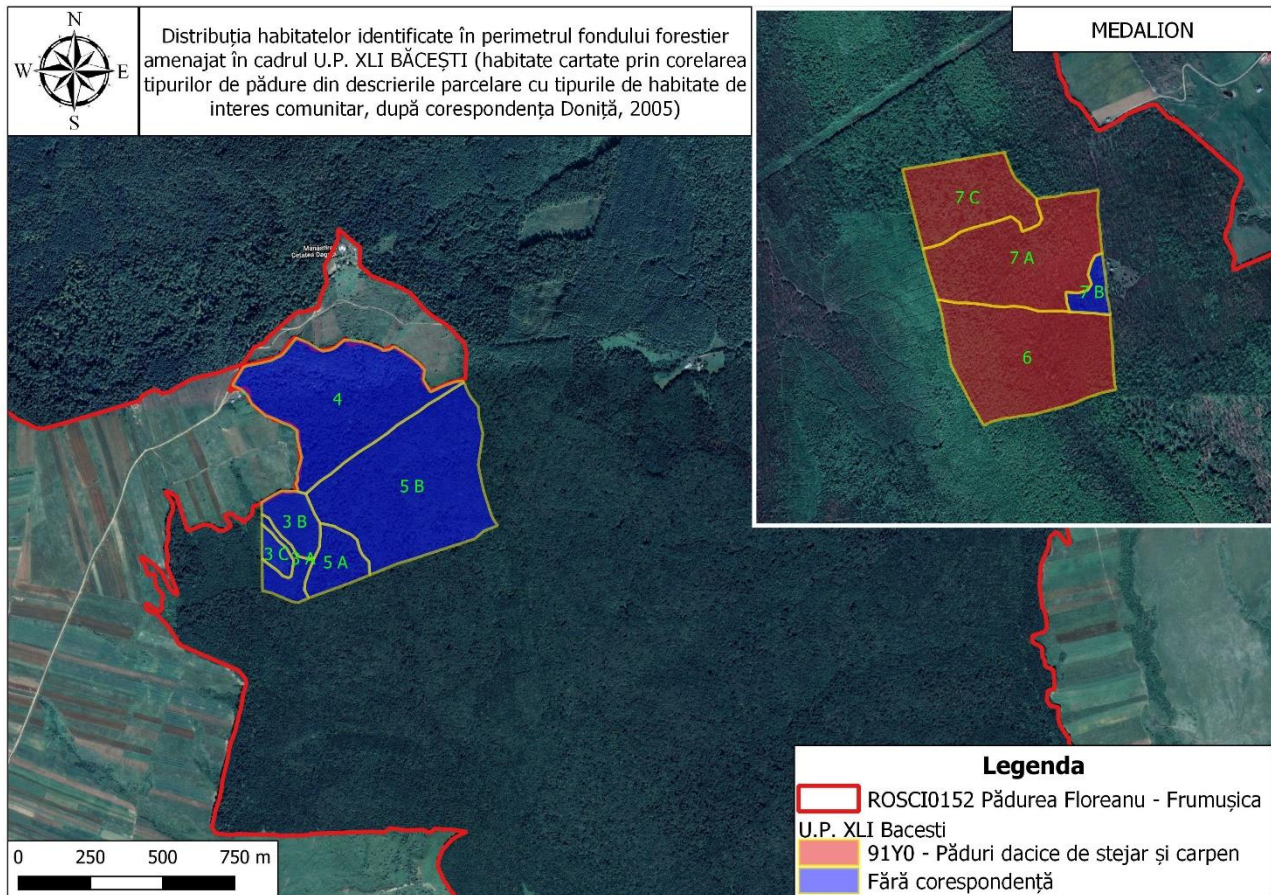 N
W E
S
Distribuția habitatelor identificate în perimetrul fondului forestier
amenajat în cadrul U.P. XLI BĂCEȘTI (habitate cartate prin corelarea
tipurilor de pădure din descrierile parcelare cu tipurile de habitate de
interes comunitar, după corespondența Doniță, 2005)
MEDALION
7 C
7 A
7 B
6
Cetatea
4
5 B
3 B
3 C
5 A
Legenda
ROSCI0152 Pădurea Floreanu - Frumușica
U.P. XLI Bacesti
91Y0 - Păduri dacice de stejar și carpen
Fără corespondență
0 250 500 750 m